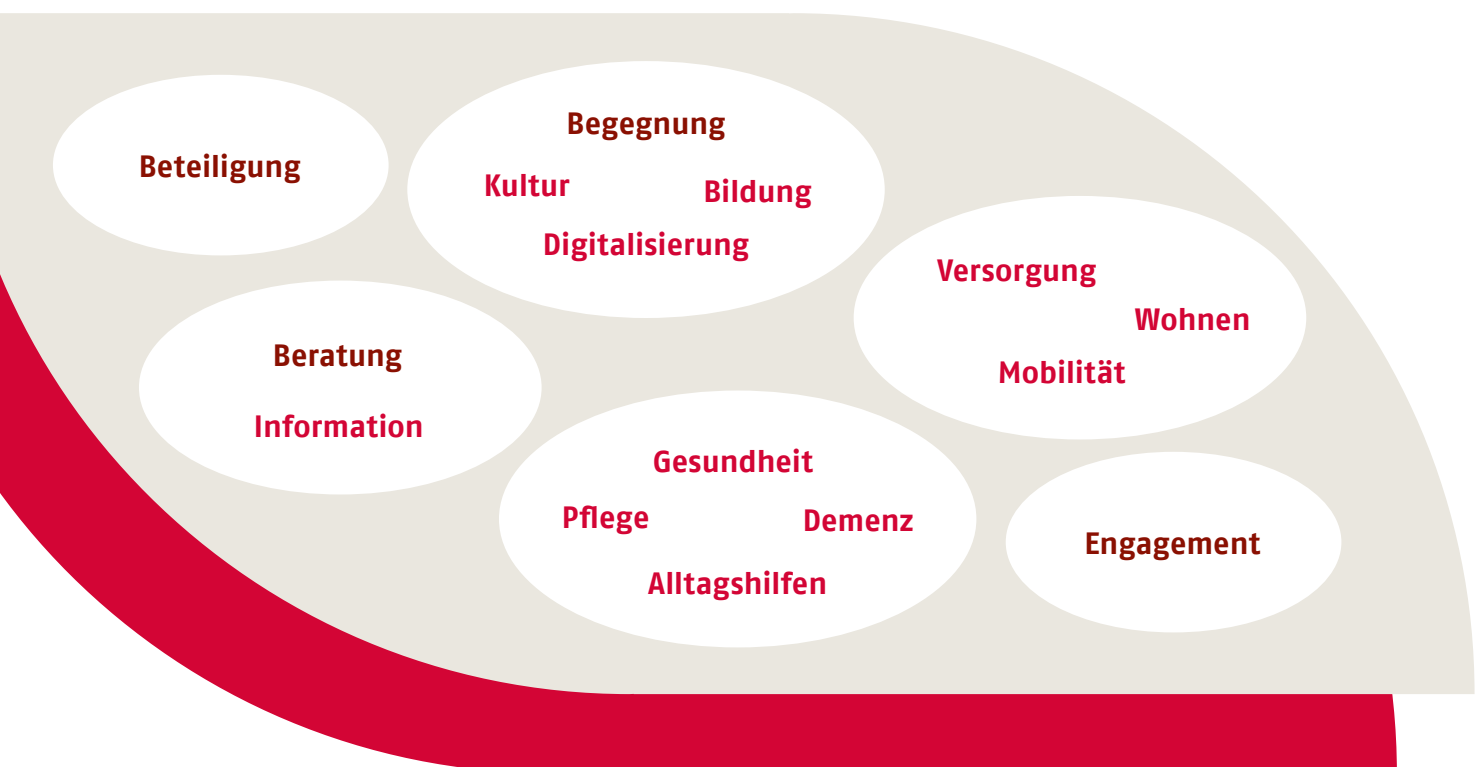 Beteiligung
Begegnung
Kultur
Bildung
Digitalisierung
Versorgung
Wohnen
Mobilität
Beratung
Information
Gesundheit
Pflege
Demenz
Alltagshilfen
Engagement